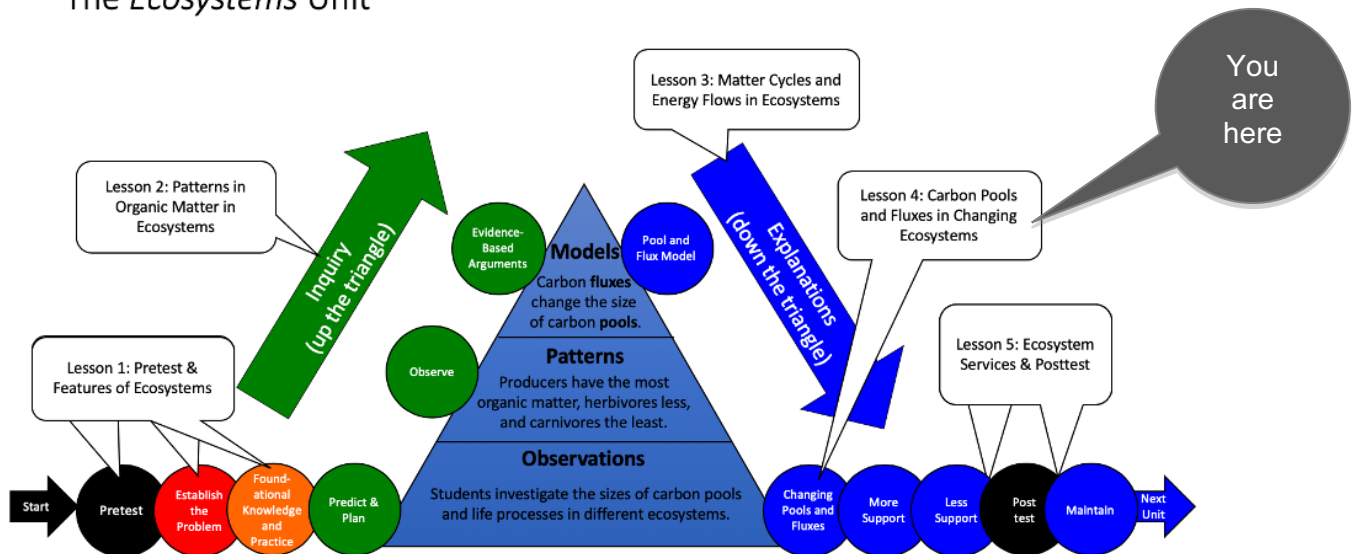 The Ecosystems Unit
You
are
here
Lesson 3: Matter Cycles and
Energy Flows in Ecosystems
Lesson 2: Patterns in
Organic Matter in
Ecosystems
Lesson 4: Carbon Pools
and Fluxes in Changing
Ecosystems
Inquiry
(up the triangle)
Evidence-
Based
Arguments
Models
Carbon fluxes
change the size
of carbon pools.
Pool and
Flux Model
Explanations
(down the triangle)
Lesson 1: Pretest &
Features of Ecosystems
Observe
Patterns
Producers have the most
organic matter, herbivores less,
and carnivores the least.
Lesson 5: Ecosystem
Services & Posttest
Observations
Students investigate the sizes of carbon pools
and life processes in different ecosystems.
Start
Pretest
Establish
the
Problem
Found-
ational
Knowledge
and
Practice
Predict &
Plan
Changing
Pools and
Fluxes
More
Support
Less
Support
Post
test
Maintain
Next
Unit